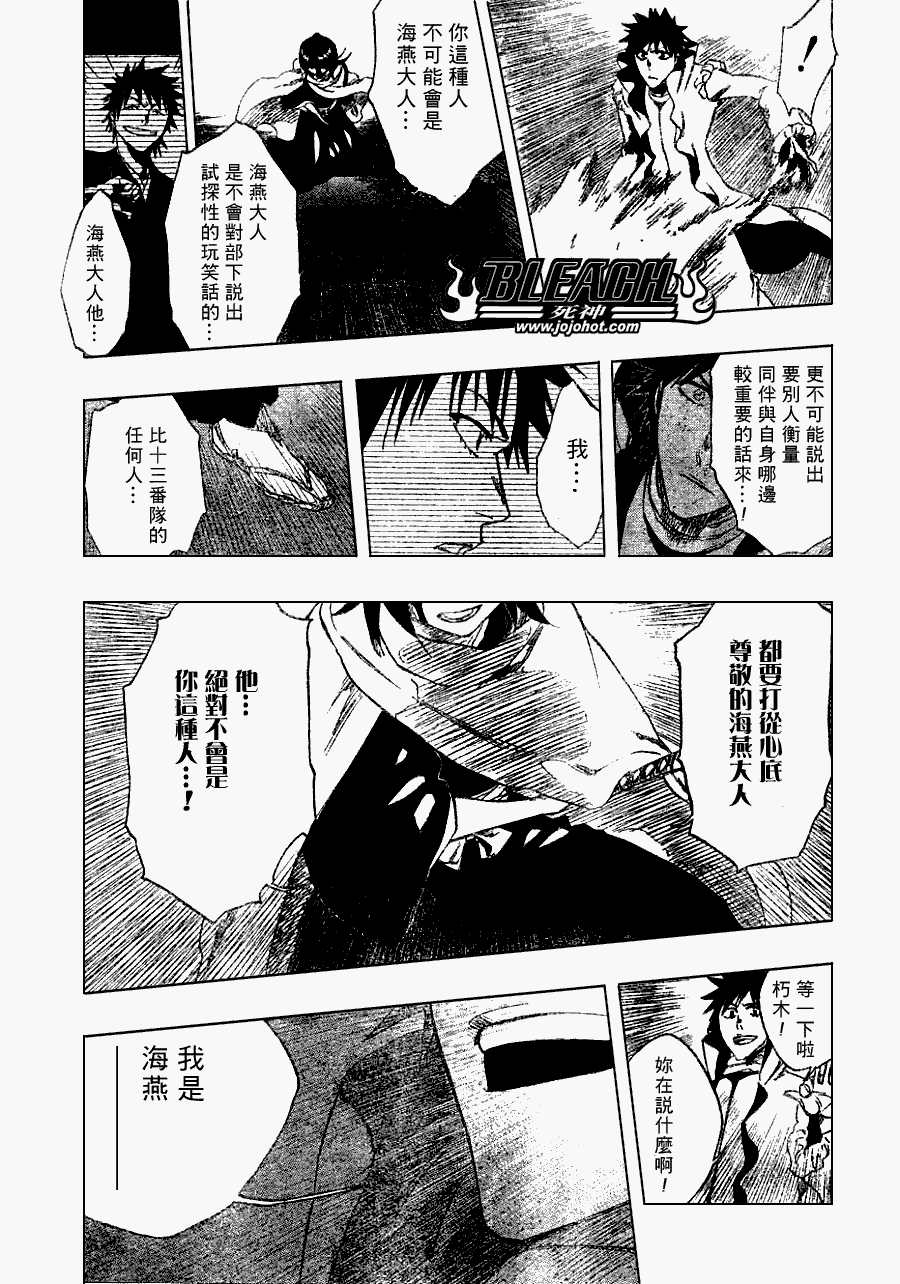 ！
你這種人
不可能會是
海燕大人…
海燕大人
是不會對部下説出
試探性的玩笑話的…
海燕大人他…
BLEACH
死神
www.jojohot.com
更不可能説出
要別人衡量
同伴與自身哪邊
較重要的話來…！
我…
比十三番隊的
任何人…
都要打從心底
尊敬的海燕大人
他…
絕對不會是
你這種人…！
等一下啦
朽木！
妳在説什麼啊！
我是
海燕
——